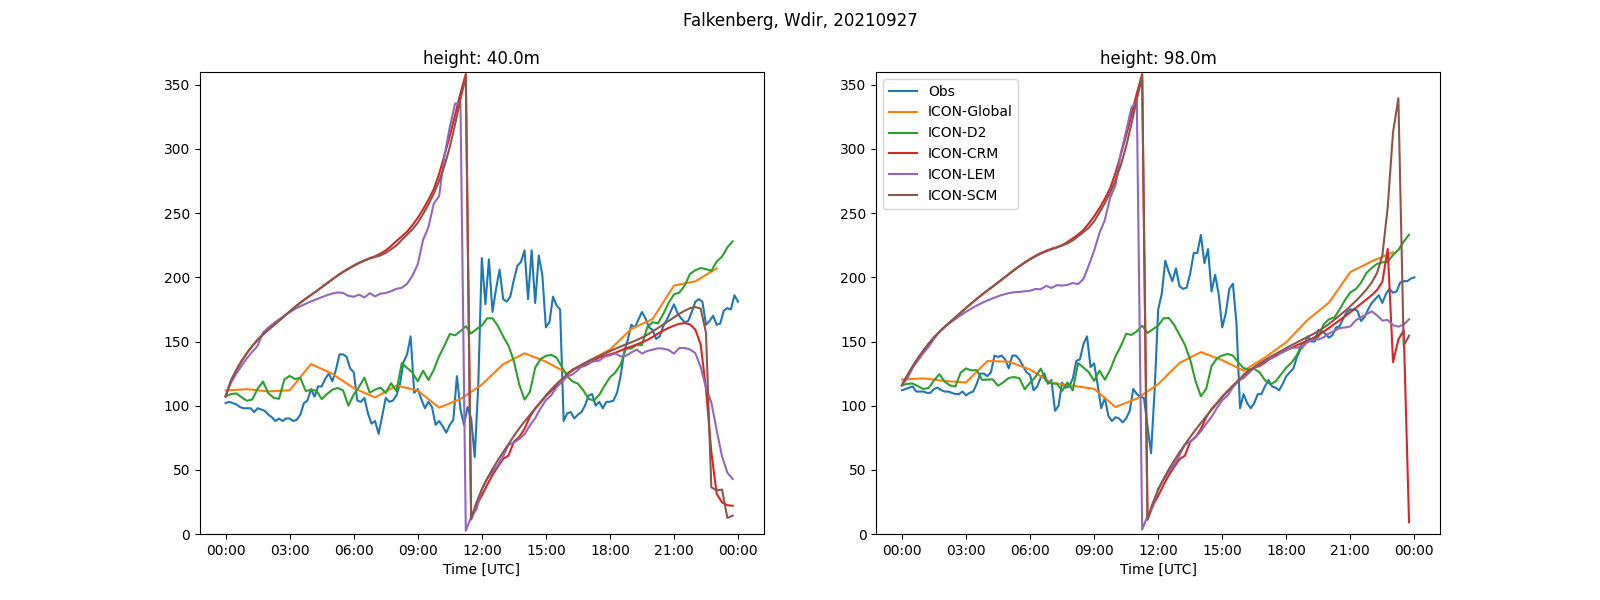 Falkenberg, Wdir, 20210927
height: 40.0m
350
300
250
200
150
100
50
0
00:00 03:00 06:00 09:00 12:00 15:00 18:00 21:00 00:00
Time [UTC]
height: 98.0m
Obs
ICON-Global
ICON-D2
ICON-CRM
ICON-LEM
ICON-SCM
350
300
250
200
150
100
50
0
00:00 03:00 06:00 09:00 12:00 15:00 18:00 21:00 00:00
Time [UTC]